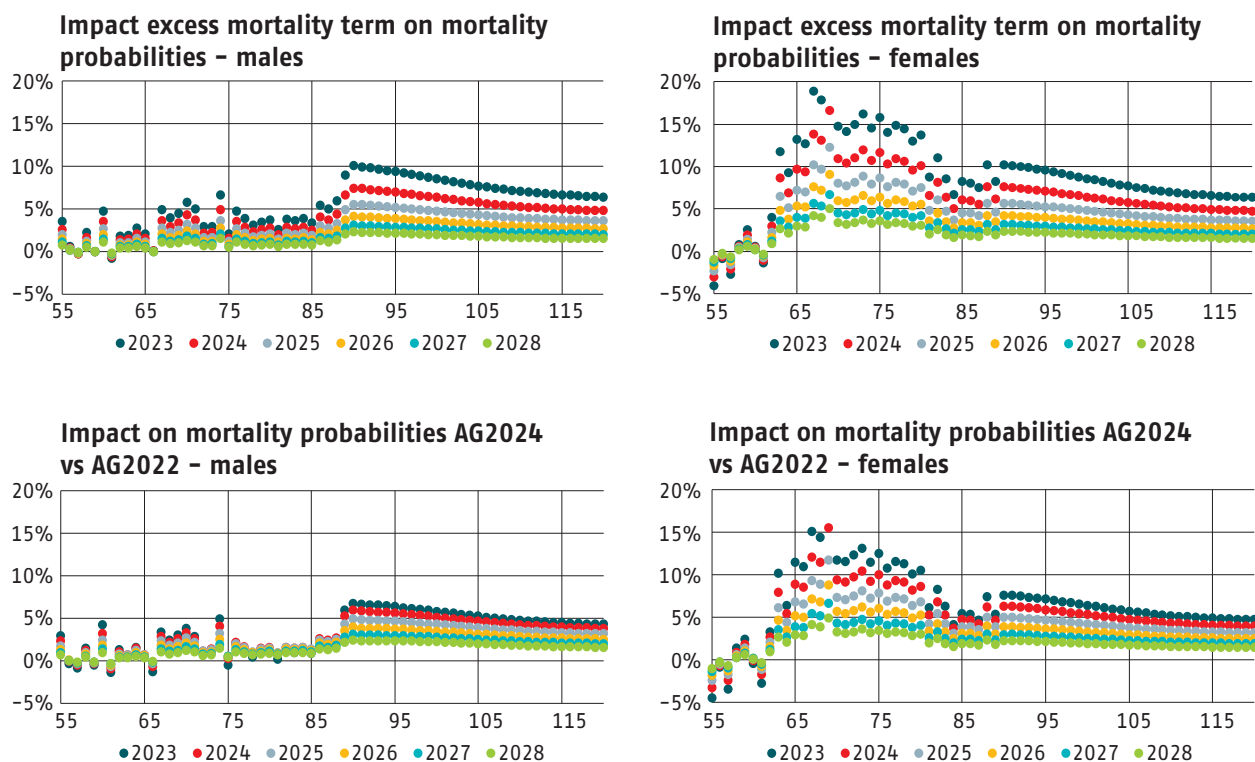 Impact excess mortality term on mortality
probabilities – males
20%
15%
10%
5%
0%
−5%
55 65 75 85 95 105 115
2023 2024 2025 2026 2027 2028
Impact excess mortality term on mortality
probabilities – females
20%
15%
10%
5%
0%
−5%
55 65 75 85 95 105 115
2023 2024 2025 2026 2027 2028
Impact on mortality probabilities AG2024
vs AG2022 – males
20%
15%
10%
5%
0%
−5%
55 65 75 85 95 105 115
2023 2024 2025 2026 2027 2028
Impact on mortality probabilities AG2024
vs AG2022 – females
20%
15%
10%
5%
0%
−5%
55 65 75 85 95 105 115
2023 2024 2025 2026 2027 2028